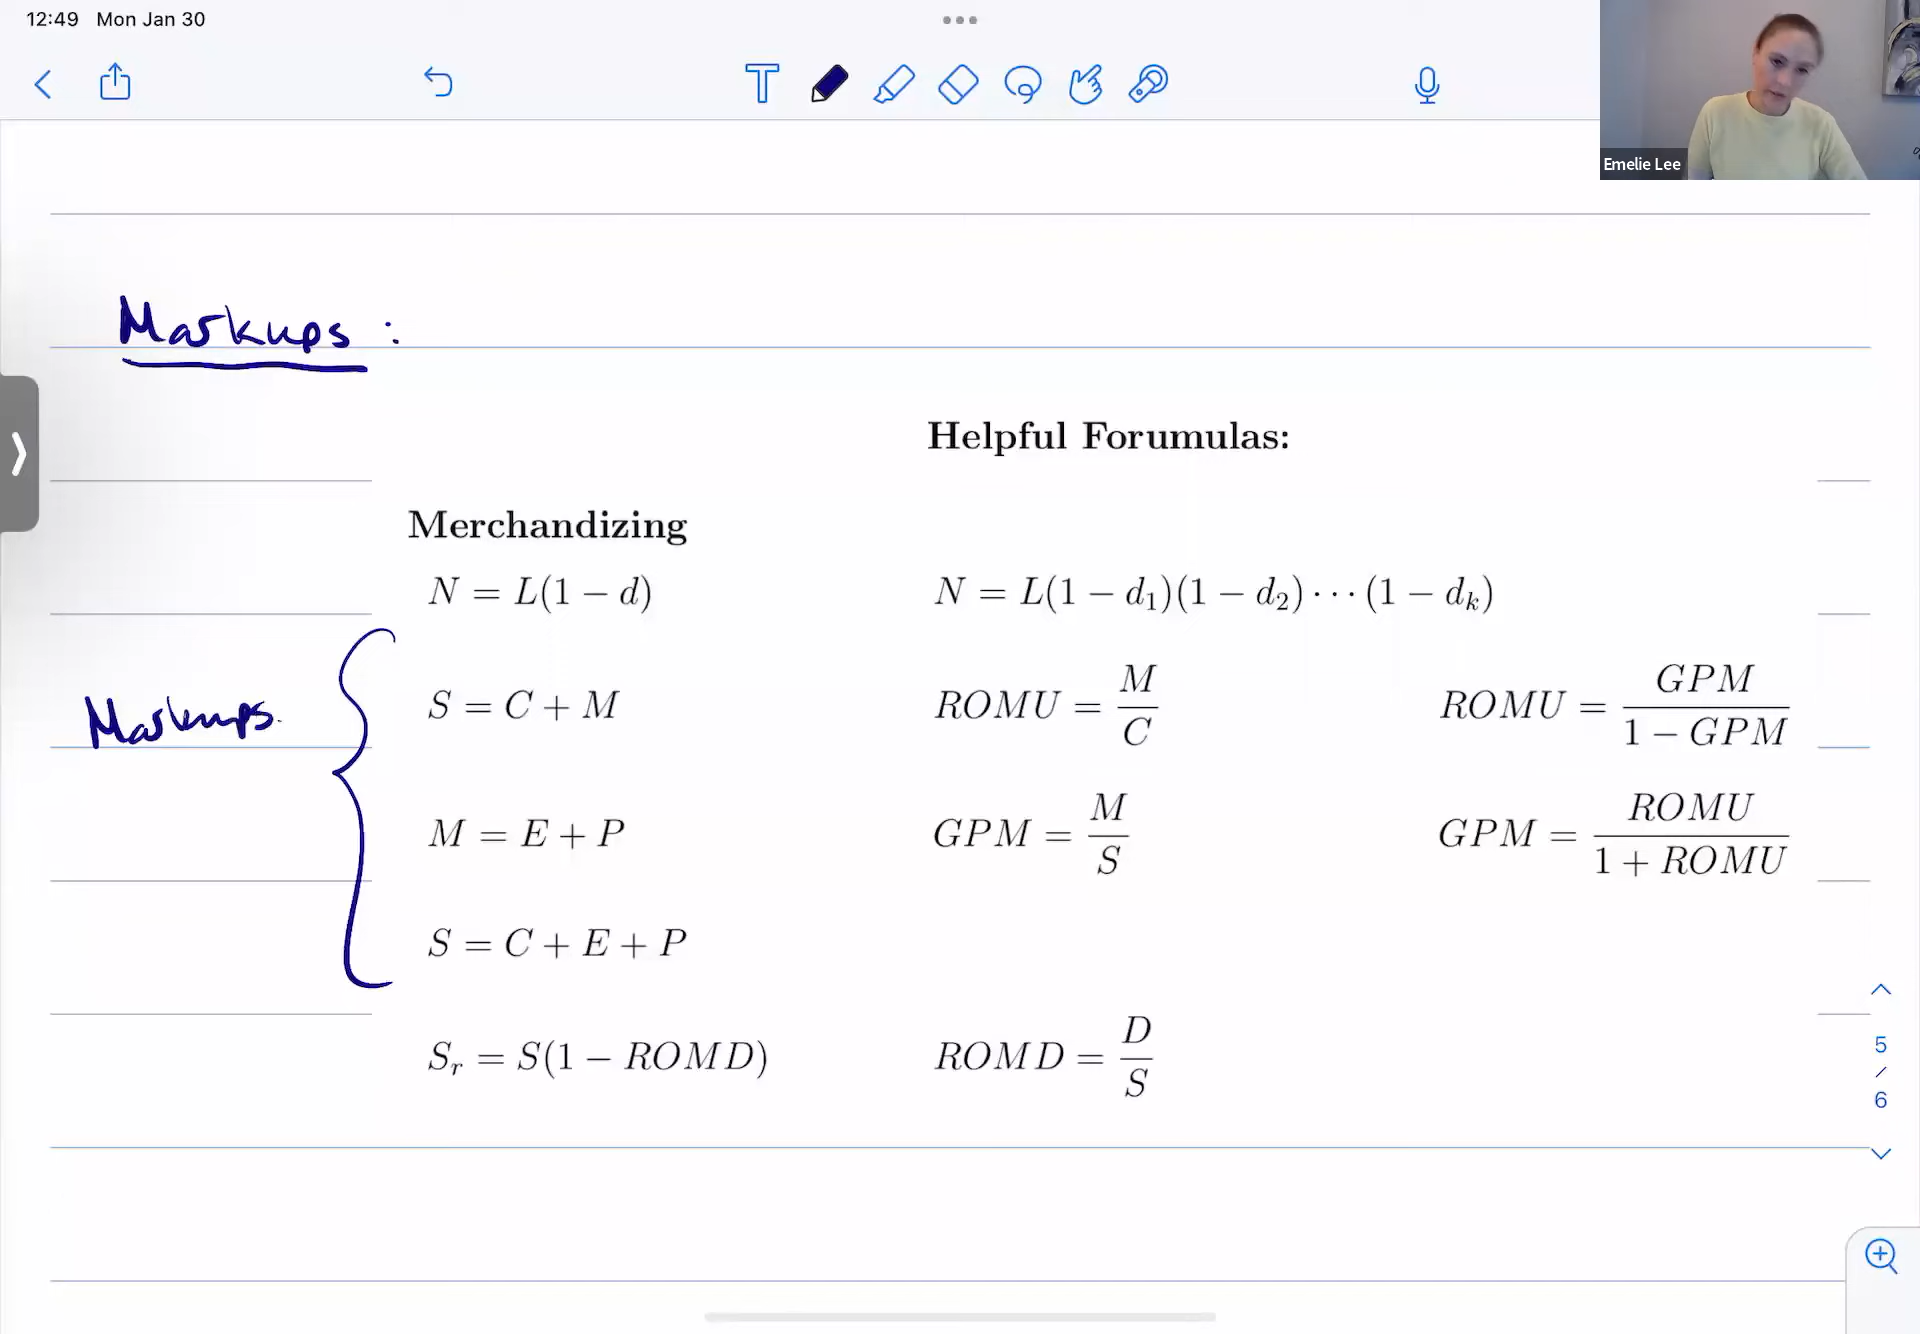 12:49 Mon Jan 30
Emelie Lee
Markups :
Helpful Forumulas:
Merchandizing
N = L(1 − d) N = L(1 − d₁)(1 − d₂) ··· (1 − dₖ)
Markups. S = C + M ROMU = M/C ROMU = GPM/(1 − GPM)
M = E + P GPM = M/S GPM = ROMU/(1 + ROMU)
S = C + E + P
Sᵣ = S(1 − ROMD) ROMD = D/S
5
/
6